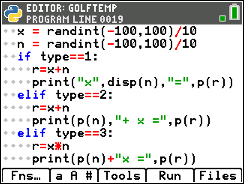 EDITOR: GOLFTEMP
PROGRAM LINE 0019
x = randint(-100,100)/10
n = randint(-100,100)/10
if type==1:
r=x+n
print("x",disp(n),"=",p(r))
elif type==2:
r=x+n
print(p(n),"+ x =",p(r))
elif type==3:
r=x*n
print(p(n)+"x =",p(r))
Fns… a A # Tools Run Files